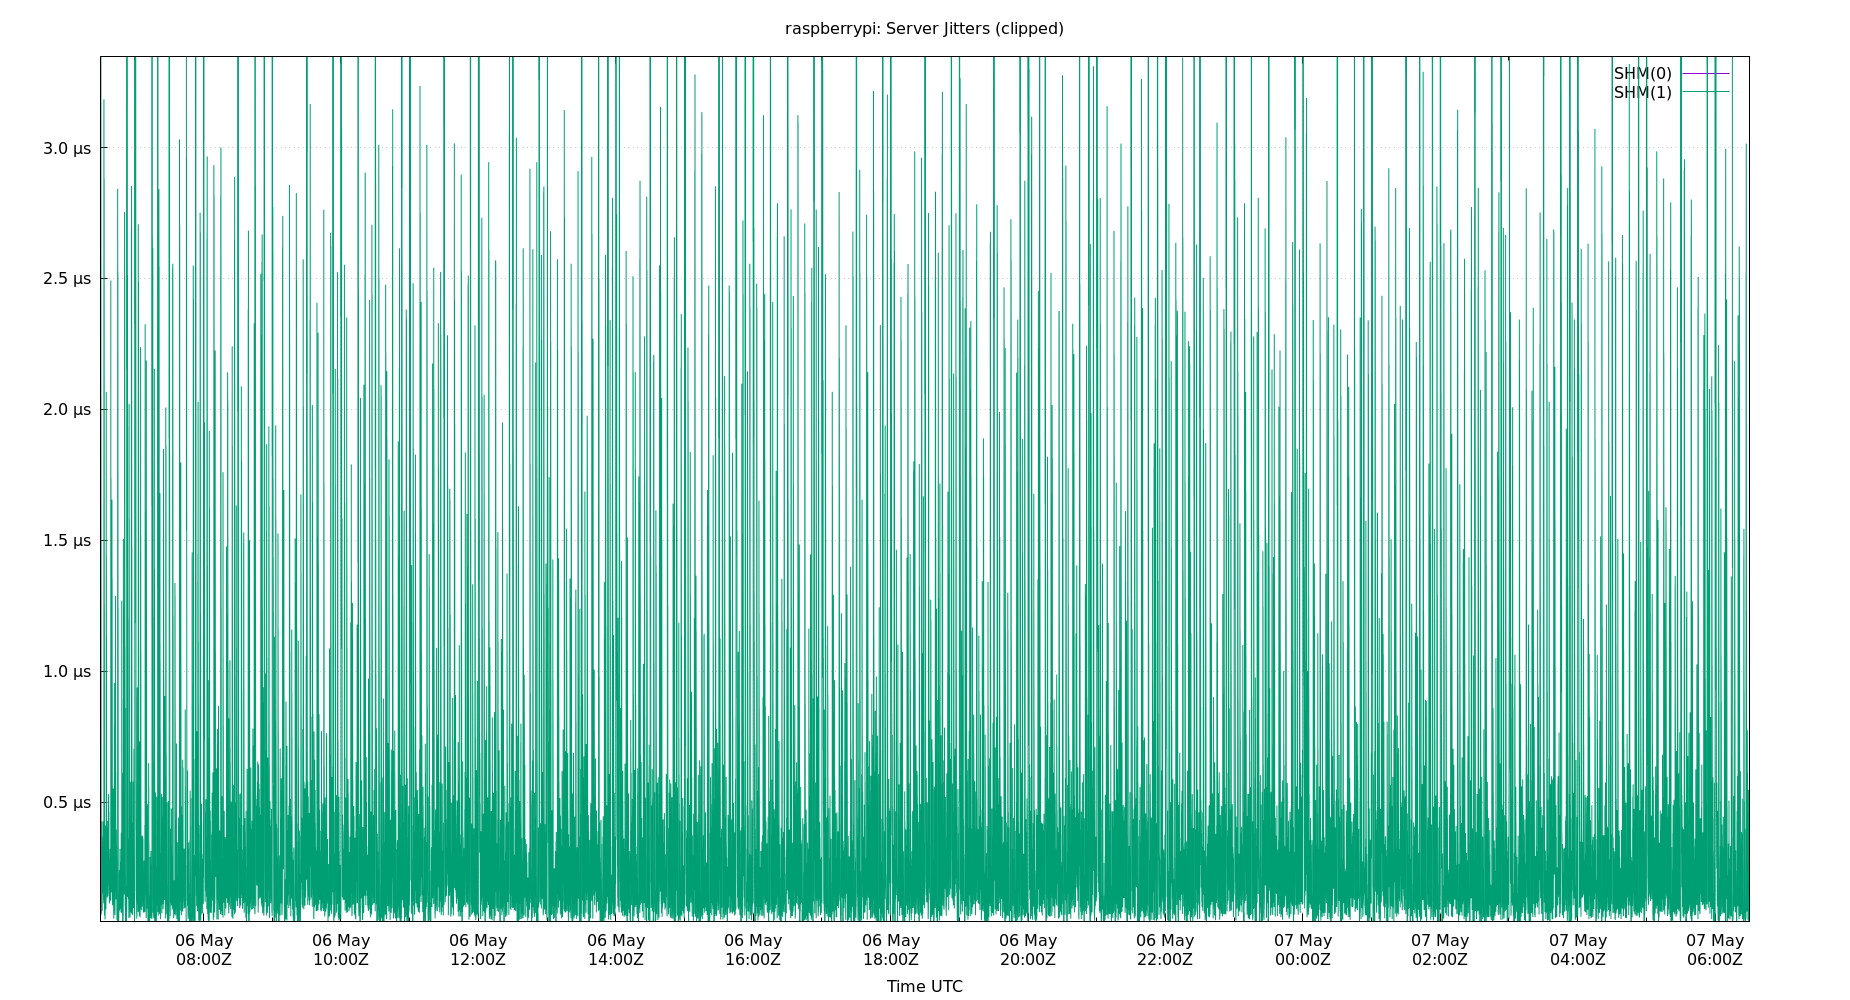 raspberrypi: Server Jitters (clipped)
SHM(0)
SHM(1)
3.0 µs
2.5 µs
2.0 µs
1.5 µs
1.0 µs
0.5 µs
06 May 06 May 06 May 06 May 06 May 06 May 06 May 06 May 07 May 07 May 07 May 07 May
08:00Z 10:00Z 12:00Z 14:00Z 16:00Z 18:00Z 20:00Z 22:00Z 00:00Z 02:00Z 04:00Z 06:00Z
Time UTC